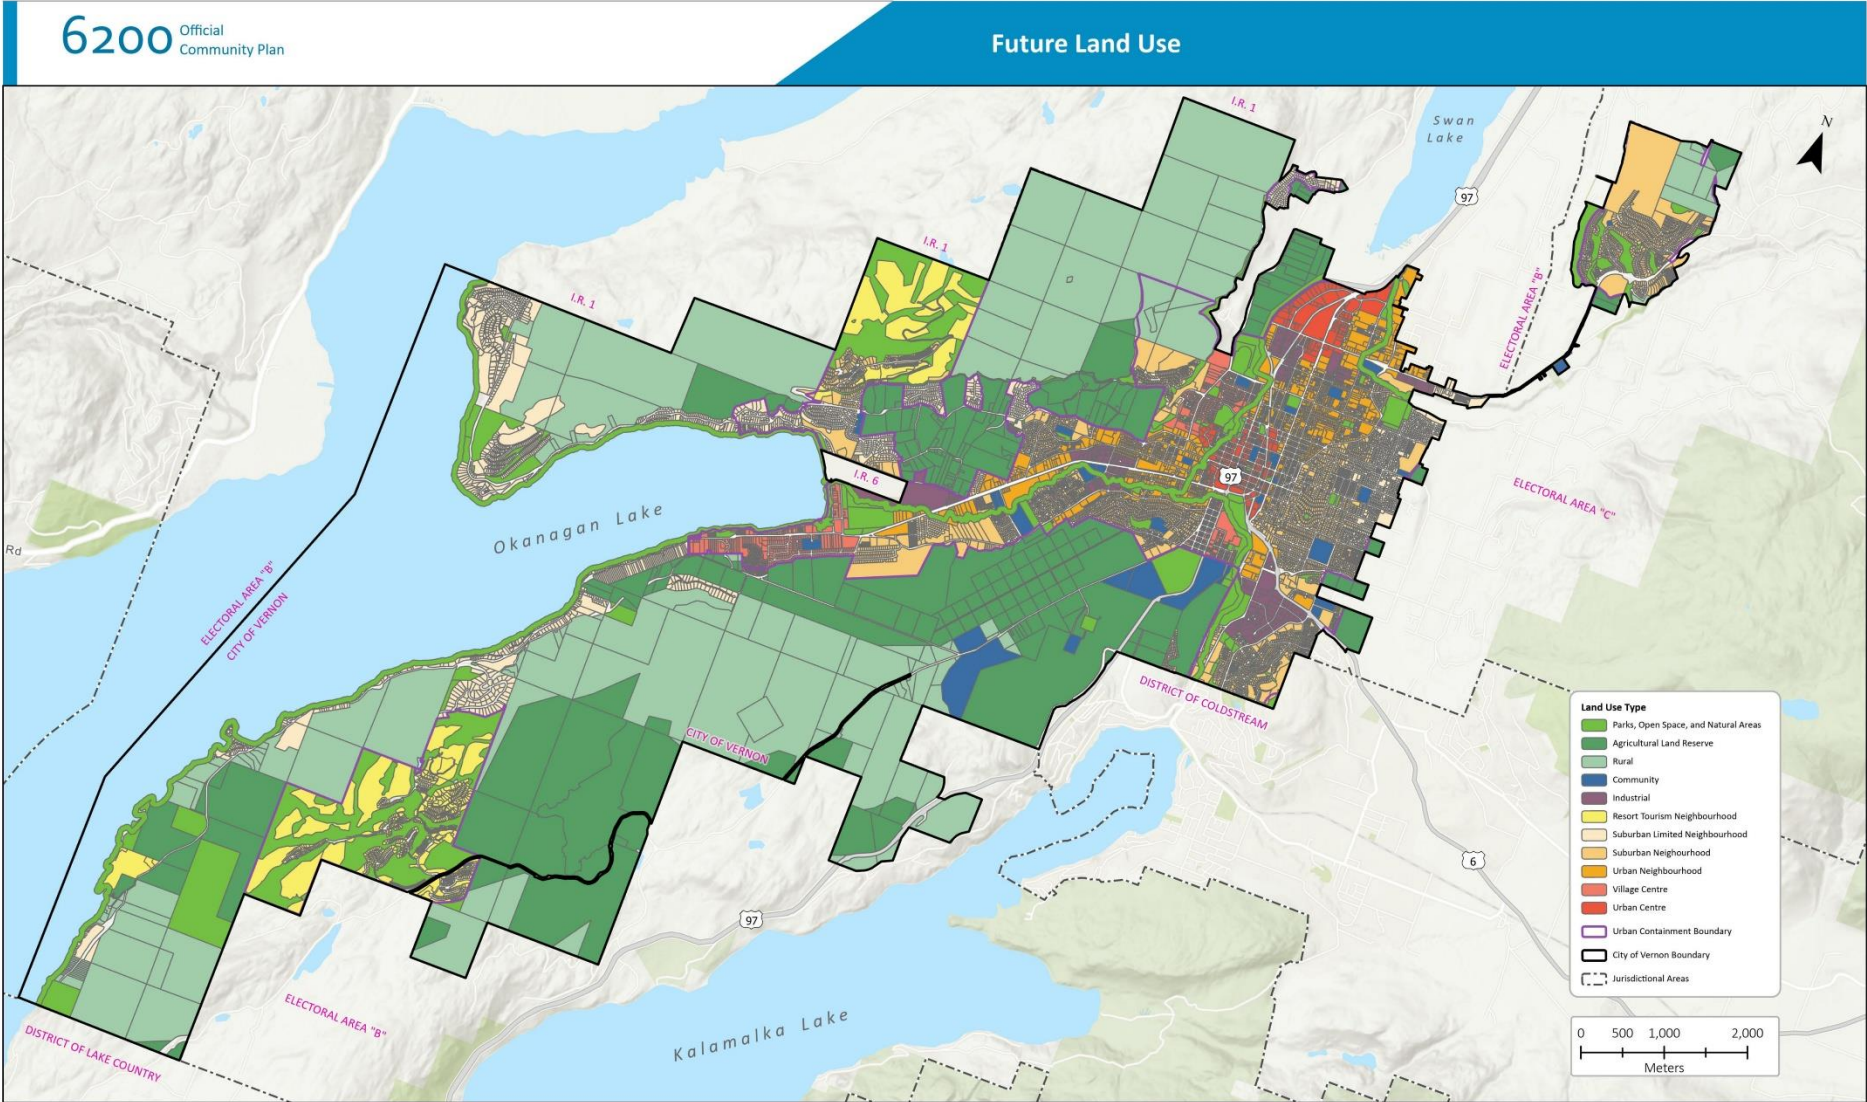 6200 Official
Community Plan
Future Land Use
I.R. 1
Swan
Lake
N
97
I.R. 1
ELECTORAL AREA "B"
I.R. 1
I.R. 6
97
ELECTORAL AREA "C"
Okanagan Lake
Rd
ELECTORAL AREA "B"
CITY OF VERNON
DISTRICT OF COLDSTREAM
CITY OF VERNON
Land Use Type
Parks, Open Space, and Natural Areas
Agricultural Land Reserve
Rural
Community
Industrial
Resort Tourism Neighbourhood
Suburban Limited Neighbourhood
Suburban Neighourhood
Urban Neighbourhood
Village Centre
Urban Centre
Urban Containment Boundary
City of Vernon Boundary
Jurisdictional Areas
6
97
ELECTORAL AREA "B"
Kalamalka Lake
DISTRICT OF LAKE COUNTRY
0 500 1,000 2,000
Meters